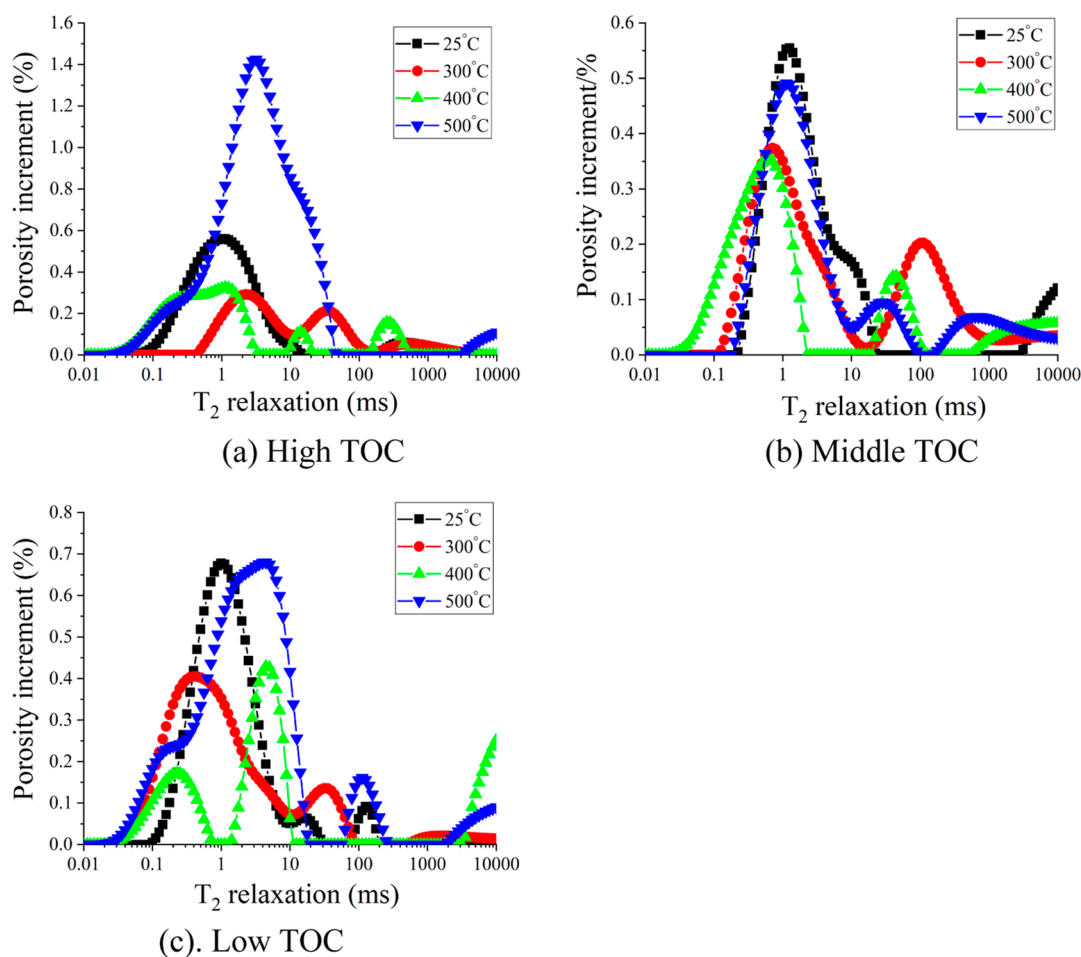 Porosity increment (%)
1.6
1.4
1.2
1.0
0.8
0.6
0.4
0.2
0.0
25°C
300°C
400°C
500°C
0.01 0.1 1 10 100 1000 10000
T2 relaxation (ms)
(a) High TOC
Porosity increment/%
0.6
0.5
0.4
0.3
0.2
0.1
0.0
25°C
300°C
400°C
500°C
0.01 0.1 1 10 100 1000 10000
T2 relaxation (ms)
(b) Middle TOC
Porosity increment (%)
0.8
0.7
0.6
0.5
0.4
0.3
0.2
0.1
0.0
25°C
300°C
400°C
500°C
0.01 0.1 1 10 100 1000 10000
T2 relaxation (ms)
(c). Low TOC